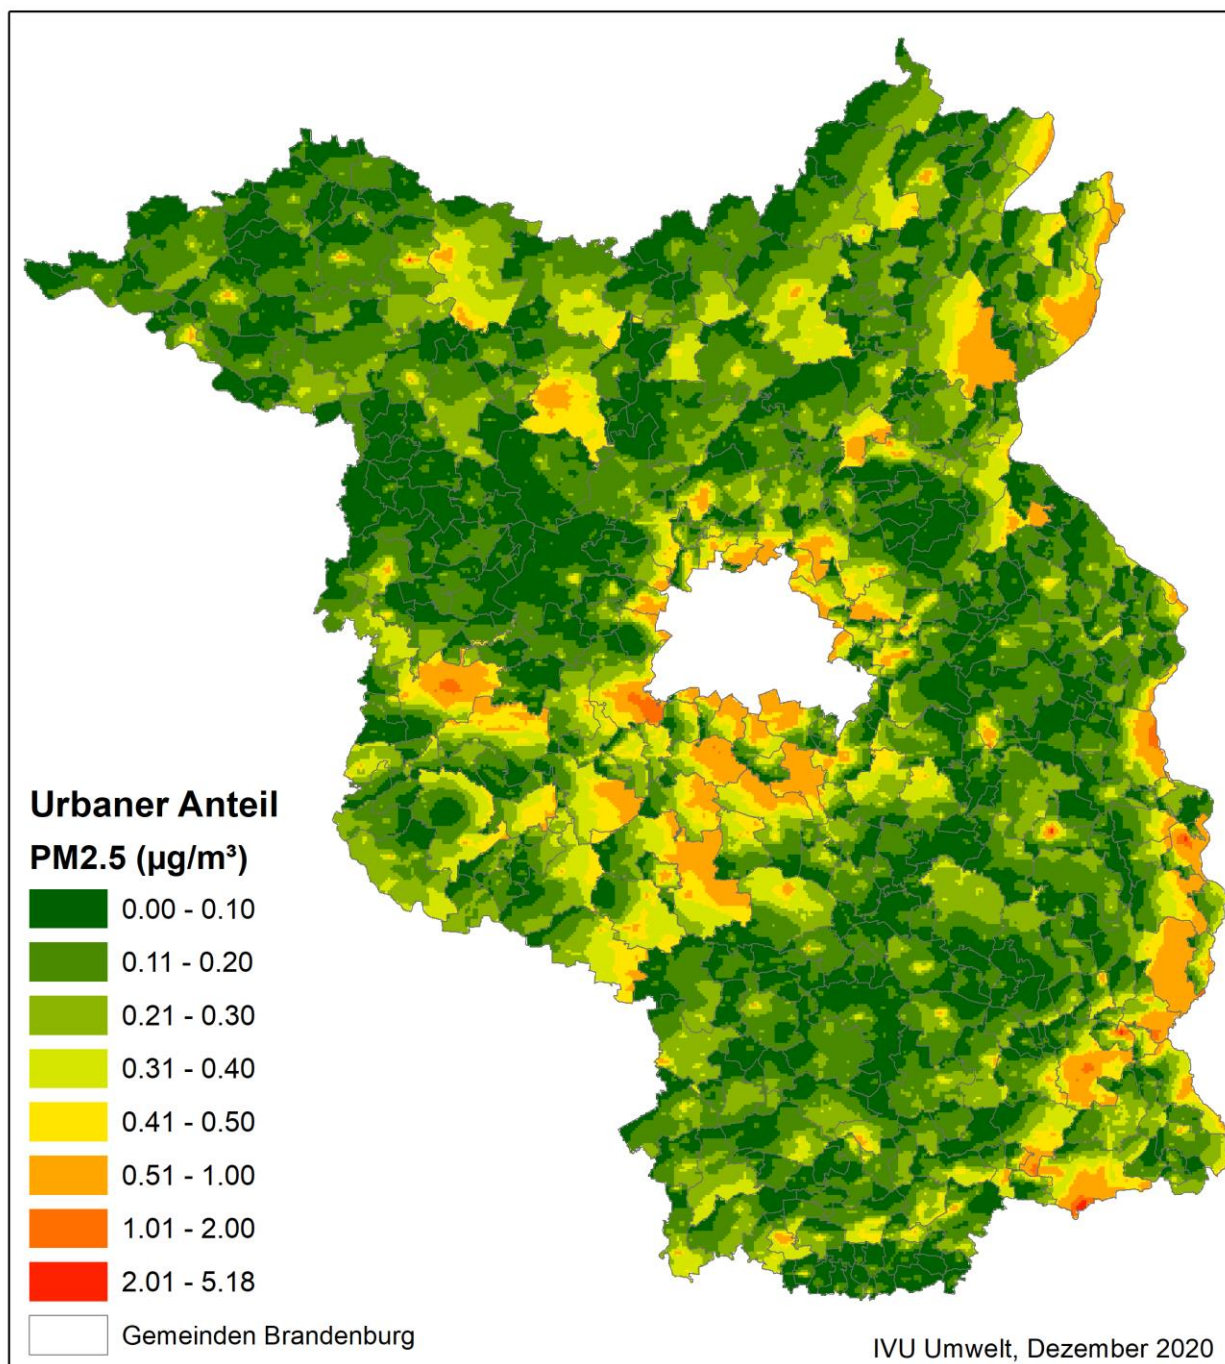 Urbaner Anteil
PM2.5 (µg/m³)
0.00 - 0.10
0.11 - 0.20
0.21 - 0.30
0.31 - 0.40
0.41 - 0.50
0.51 - 1.00
1.01 - 2.00
2.01 - 5.18
Gemeinden Brandenburg
IVU Umwelt, Dezember 2020